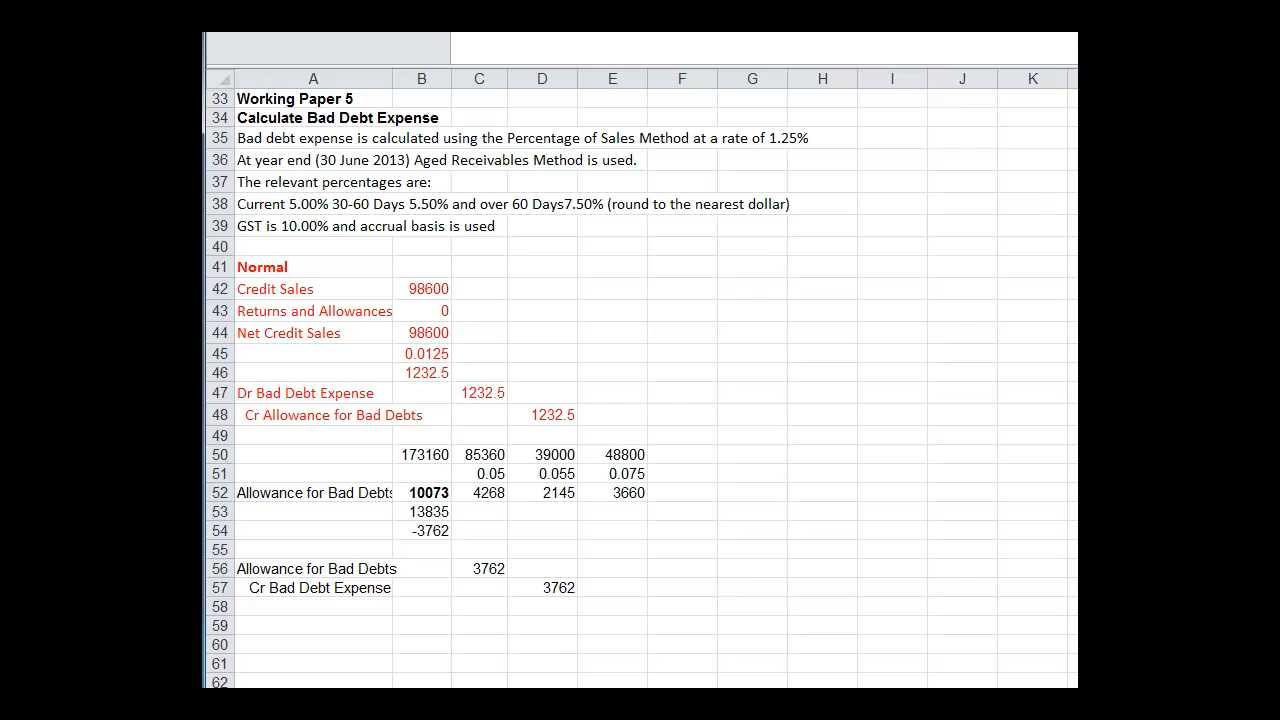 A B C D E F G H I J K
33 Working Paper 5
34 Calculate Bad Debt Expense
35 Bad debt expense is calculated using the Percentage of Sales Method at a rate of 1.25%
36 At year end (30 June 2013) Aged Receivables Method is used.
37 The relevant percentages are:
38 Current 5.00% 30-60 Days 5.50% and over 60 Days7.50% (round to the nearest dollar)
39 GST is 10.00% and accrual basis is used
40
41 Normal
42 Credit Sales 98600
43 Returns and Allowances 0
44 Net Credit Sales 98600
45 0.0125
46 1232.5
47 Dr Bad Debt Expense 1232.5
48 Cr Allowance for Bad Debts 1232.5
49
50 173160 85360 39000 48800
51 0.05 0.055 0.075
52 Allowance for Bad Debts 10073 4268 2145 3660
53 13835
54 -3762
55
56 Allowance for Bad Debts 3762
57 Cr Bad Debt Expense 3762
58
59
60
61
62